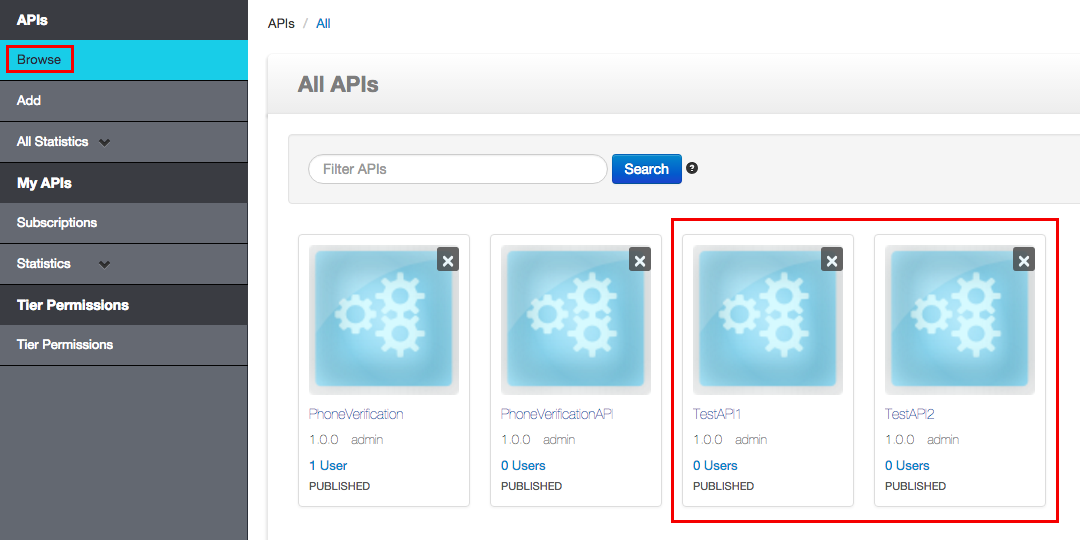 APIs
Browse
Add
All Statistics
My APIs
Subscriptions
Statistics
Tier Permissions
Tier Permissions
APIs / All
All APIs
Filter APIs
Search ?
PhoneVerification
1.0.0 admin
1 User
PUBLISHED
PhoneVerificationAPI
1.0.0 admin
0 Users
PUBLISHED
TestAPI1
1.0.0 admin
0 Users
PUBLISHED
TestAPI2
1.0.0 admin
0 Users
PUBLISHED